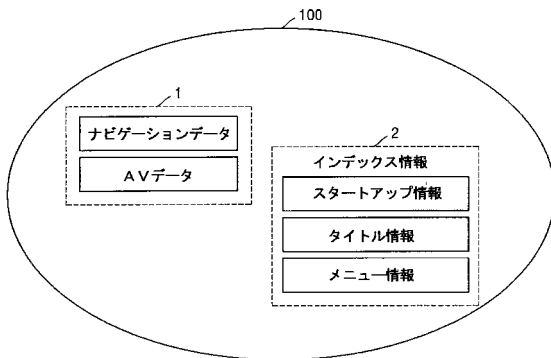 100
1
ナビゲーションデータ
ＡＶデータ
2
インデックス情報
スタートアップ情報
タイトル情報
メニュー情報